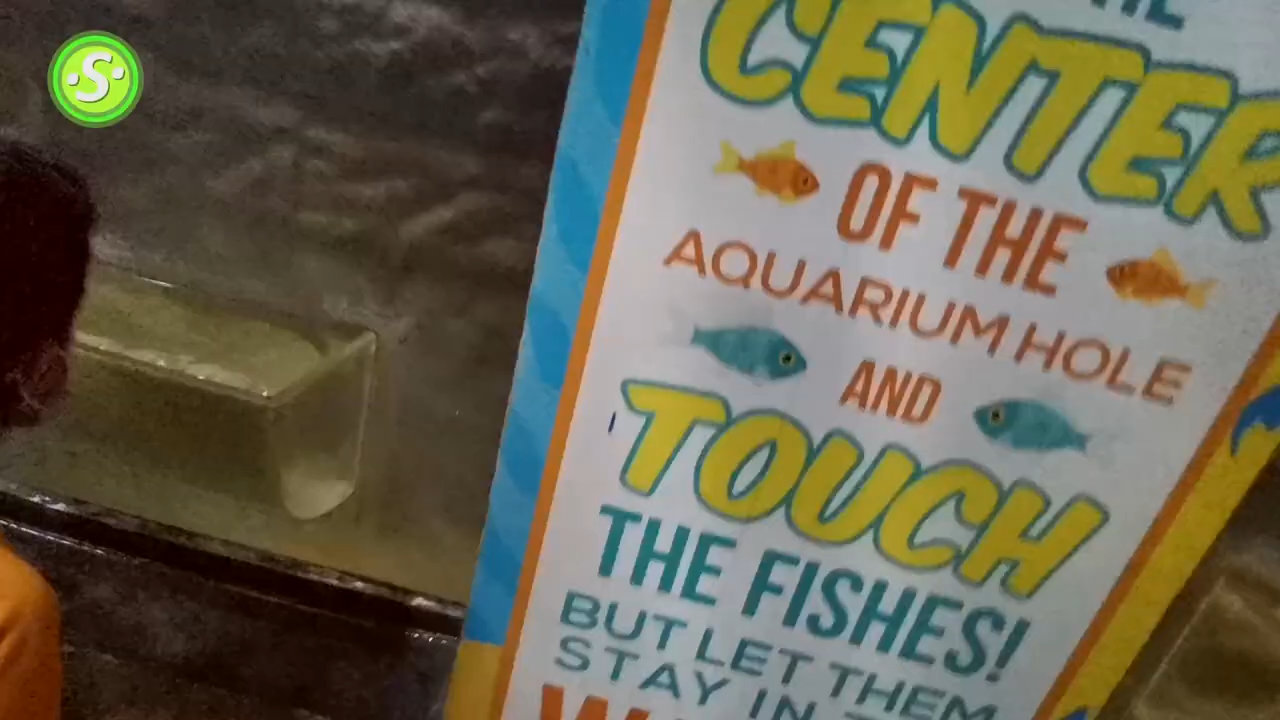 S
CENTER
OF THE
AQUARIUM HOLE
AND
TOUCH
THE FISHES!
BUT LET THEM
STAY IN